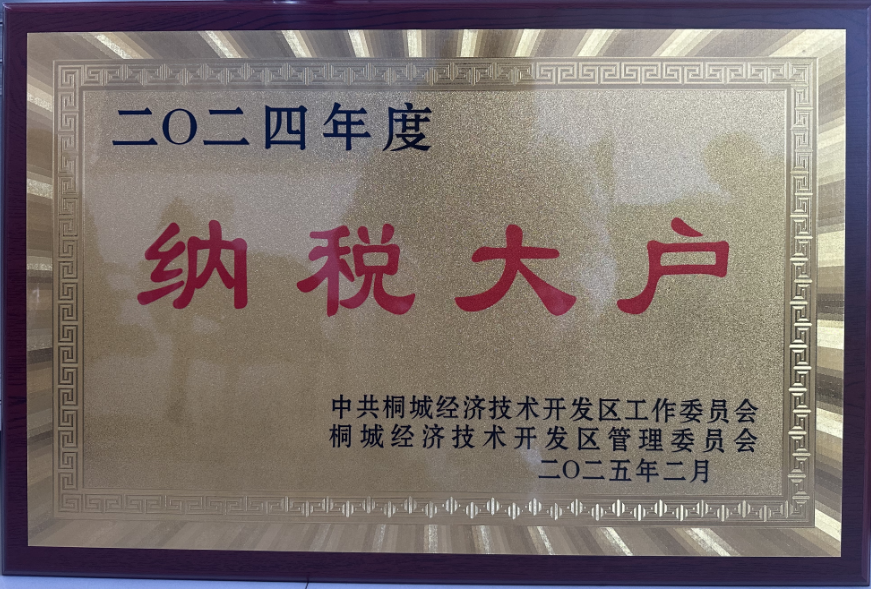 二〇二四年度
纳税大户
中共桐城经济技术开发区工作委员会
桐城经济技术开发区管理委员会
二〇二五年二月